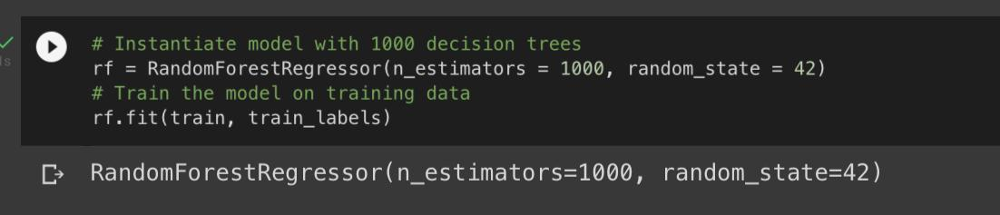 # Instantiate model with 1000 decision trees
rf = RandomForestRegressor(n_estimators = 1000, random_state = 42)
# Train the model on training data
rf.fit(train, train_labels)
RandomForestRegressor(n_estimators=1000, random_state=42)